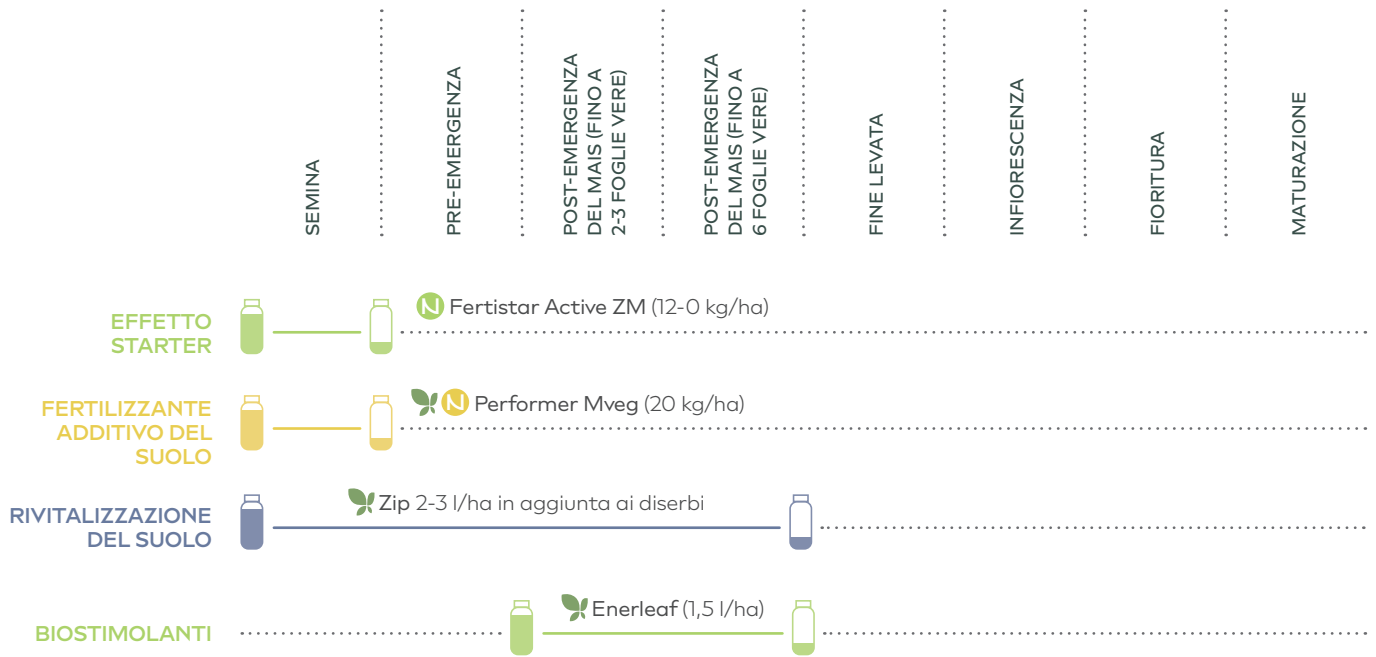 SEMINA
PRE-EMERGENZA
POST-EMERGENZA
DEL MAIS (FINO A
2-3 FOGLIE VERE)
POST-EMERGENZA
DEL MAIS (FINO A
6 FOGLIE VERE)
FINE LEVATA
INFIORESCENZA
FIORITURA
MATURAZIONE
EFFETTO
STARTER
N Fertistar Active ZM (12-0 kg/ha)
FERTILIZZANTE
ADDITIVO DEL
SUOLO
N Performer Mveg (20 kg/ha)
RIVITALIZZAZIONE
DEL SUOLO
Zip 2-3 l/ha in aggiunta ai diserbi
BIOSTIMOLANTI
Enerleaf (1,5 l/ha)